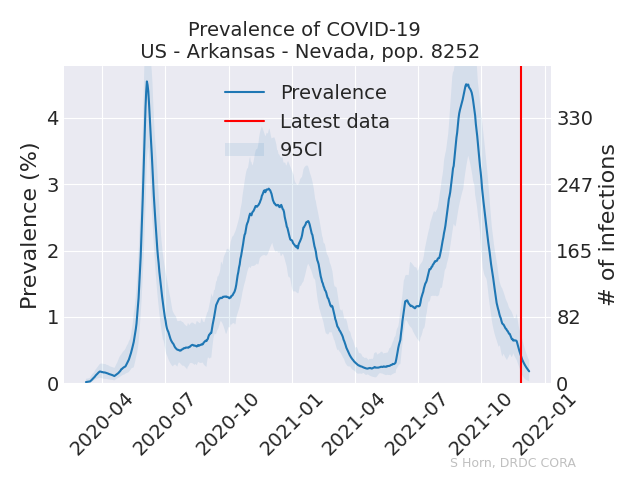 Prevalence of COVID-19
US - Arkansas - Nevada, pop. 8252
Prevalence
Latest data
95CI
Prevalence (%)
4
3
2
1
0
# of infections
330
247
165
82
0
2020-04
2020-07
2020-10
2021-01
2021-04
2021-07
2021-10
2022-01
S Horn, DRDC CORA